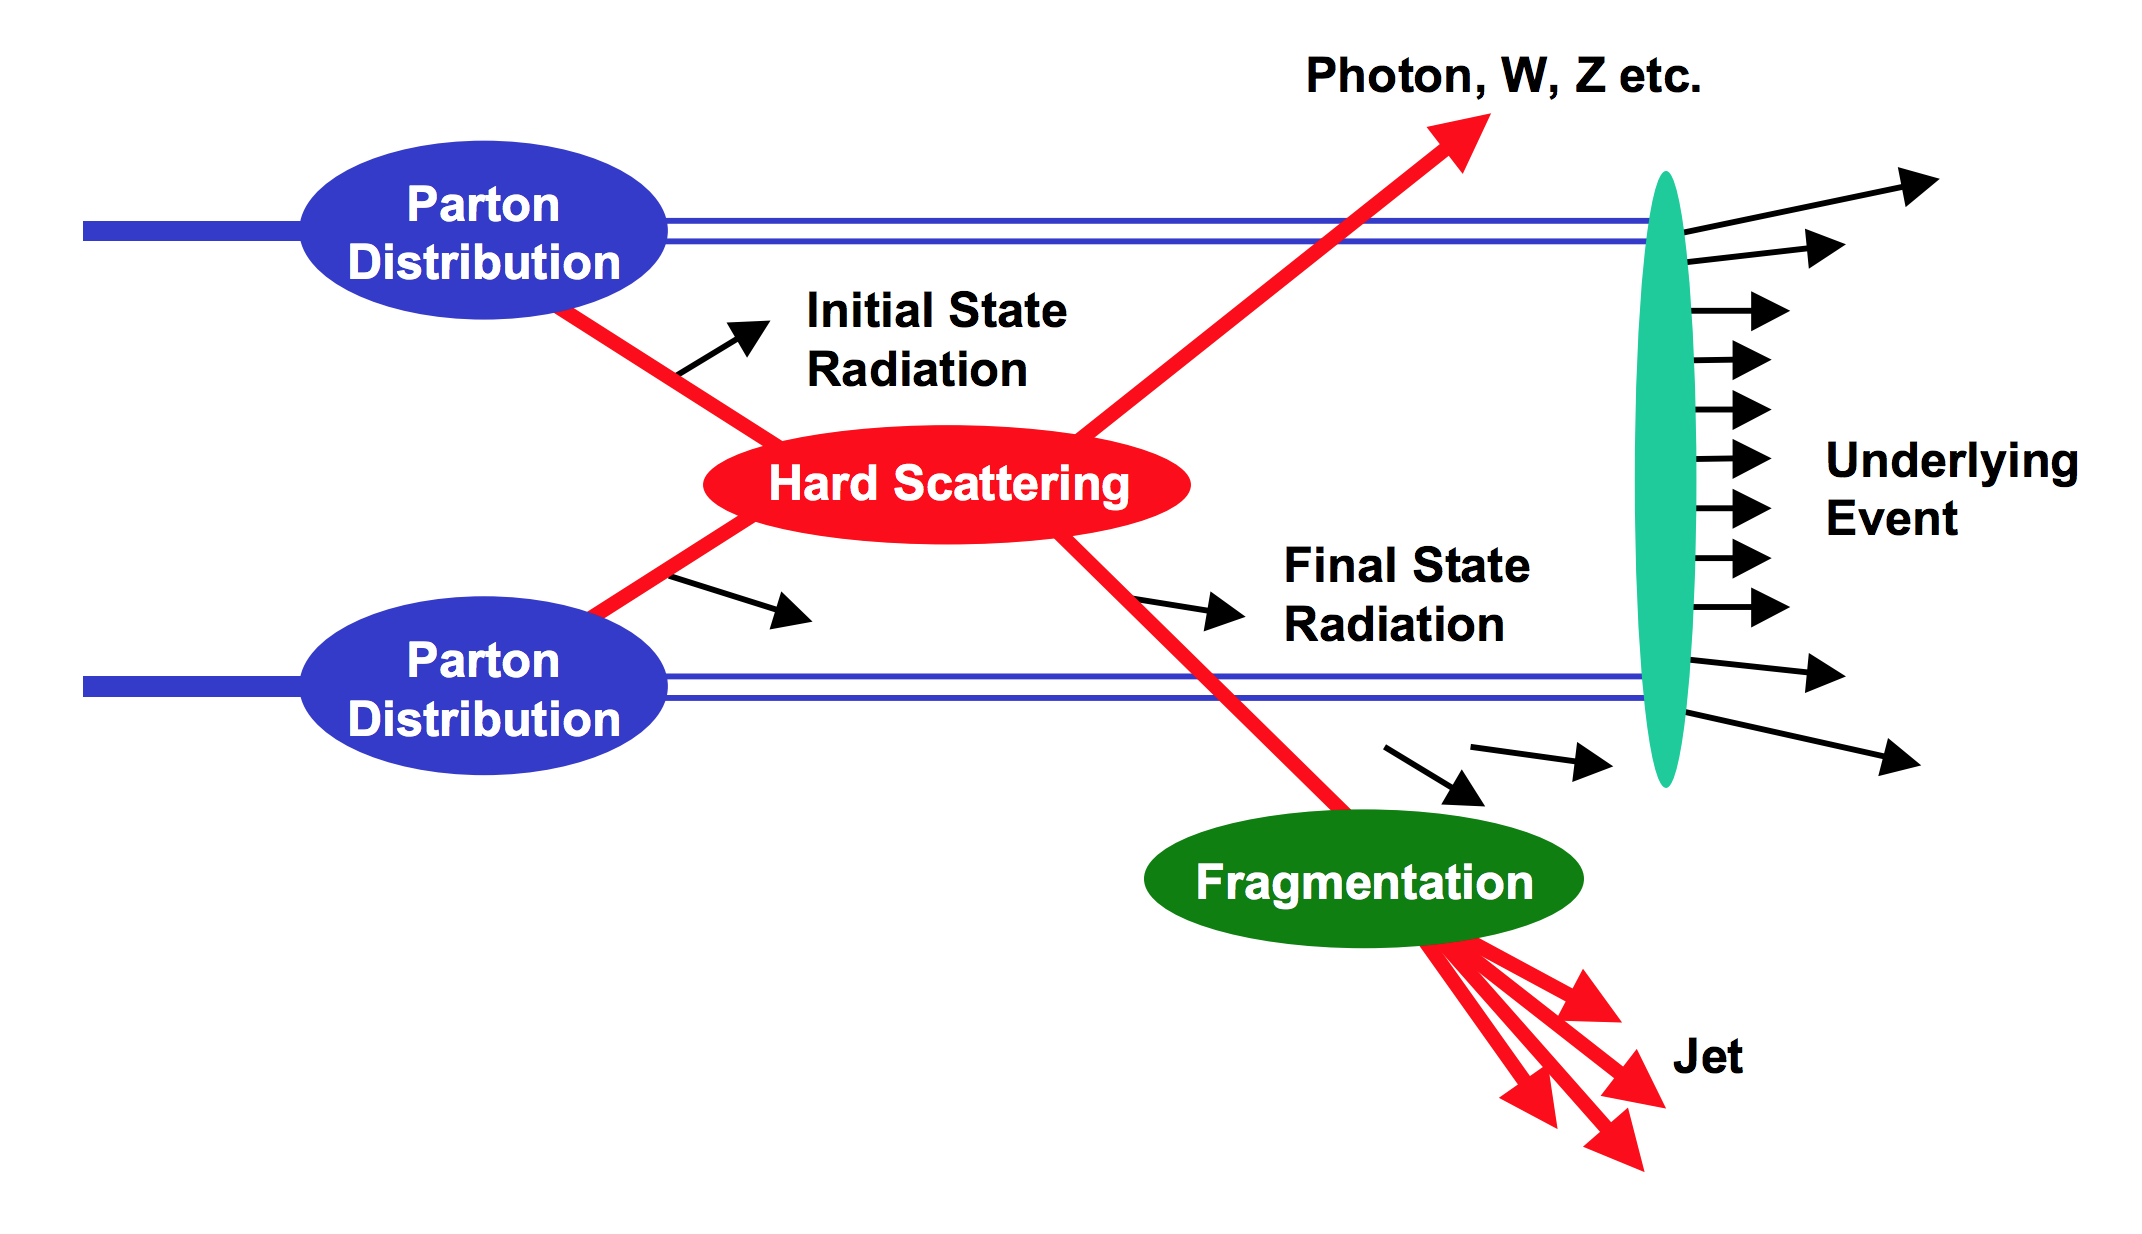 Photon, W, Z etc.
Parton
Distribution
Initial State
Radiation
Hard Scattering
Underlying
Event
Final State
Radiation
Parton
Distribution
Fragmentation
Jet